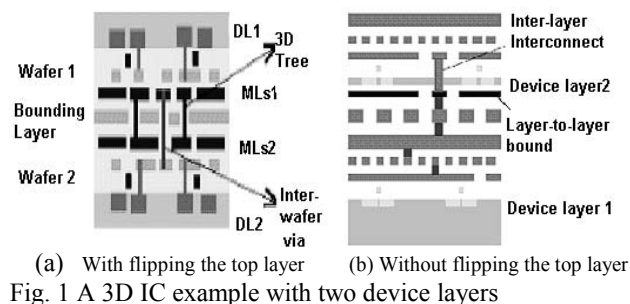 DL1
3D
Tree
Wafer 1
MLs1
Bounding
Layer
MLs2
Wafer 2
Inter-
wafer
via
DL2
(a) With flipping the top layer
Inter-layer
Interconnect
Device layer2
Layer-to-layer
bound
Device layer 1
(b) Without flipping the top layer
Fig. 1 A 3D IC example with two device layers